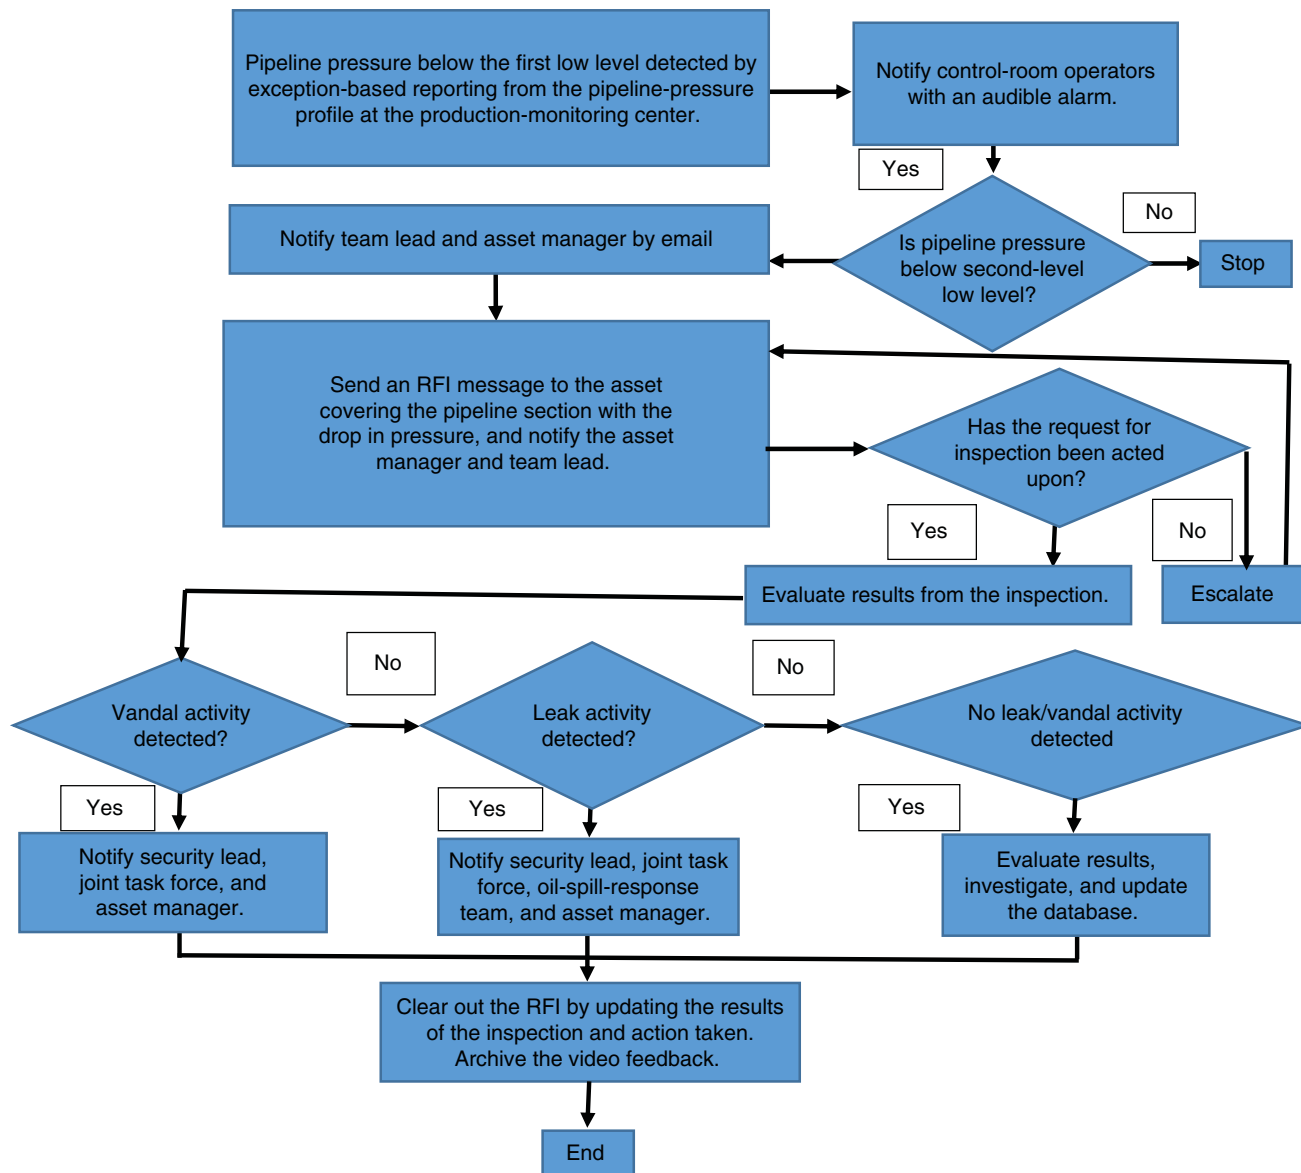 Pipeline pressure below the first low level detected by
exception-based reporting from the pipeline-pressure
profile at the production-monitoring center.
Notify control-room operators
with an audible alarm.
Yes
No
Notify team lead and asset manager by email
Is pipeline pressure
below second-level
low level?
Stop
Send an RFI message to the asset
covering the pipeline section with the
drop in pressure, and notify the asset
manager and team lead.
Has the request for
inspection been acted
upon?
Yes
No
Evaluate results from the inspection.
Escalate
No
No
Vandal activity
detected?
Leak activity
detected?
No leak/vandal activity
detected
Yes
Yes
Yes
Notify security lead,
joint task force, and
asset manager.
Notify security lead, joint task
force, oil-spill-response
team, and asset manager.
Evaluate results,
investigate, and update
the database.
Clear out the RFI by updating the results
of the inspection and action taken.
Archive the video feedback.
End